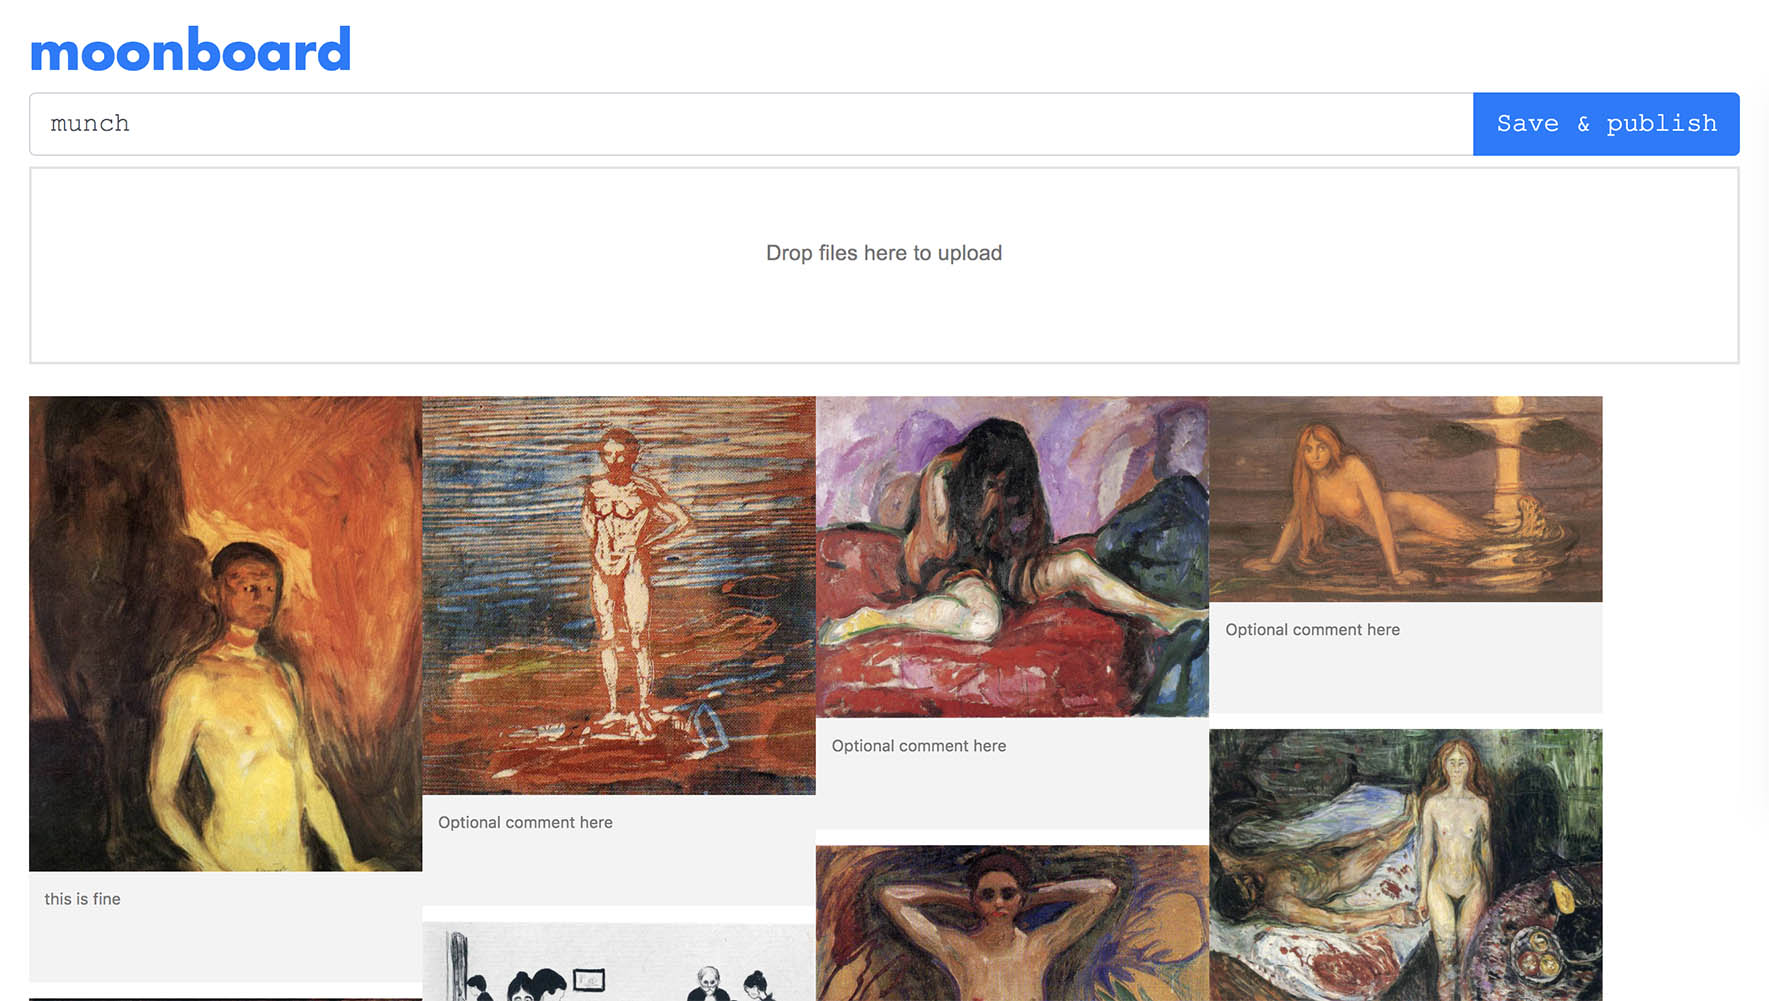 moonboard
munch
Save & publish
Drop files here to upload
Optional comment here
Optional comment here
Optional comment here
this is fine